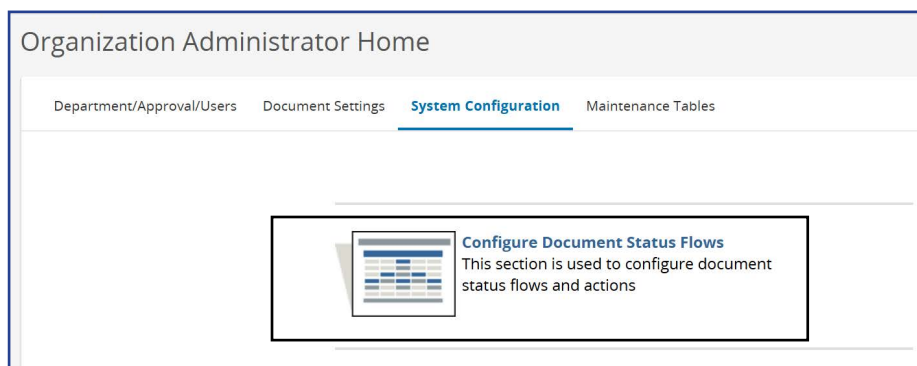 Organization Administrator Home
Department/Approval/Users Document Settings System Configuration Maintenance Tables
Configure Document Status Flows
This section is used to configure document
status flows and actions